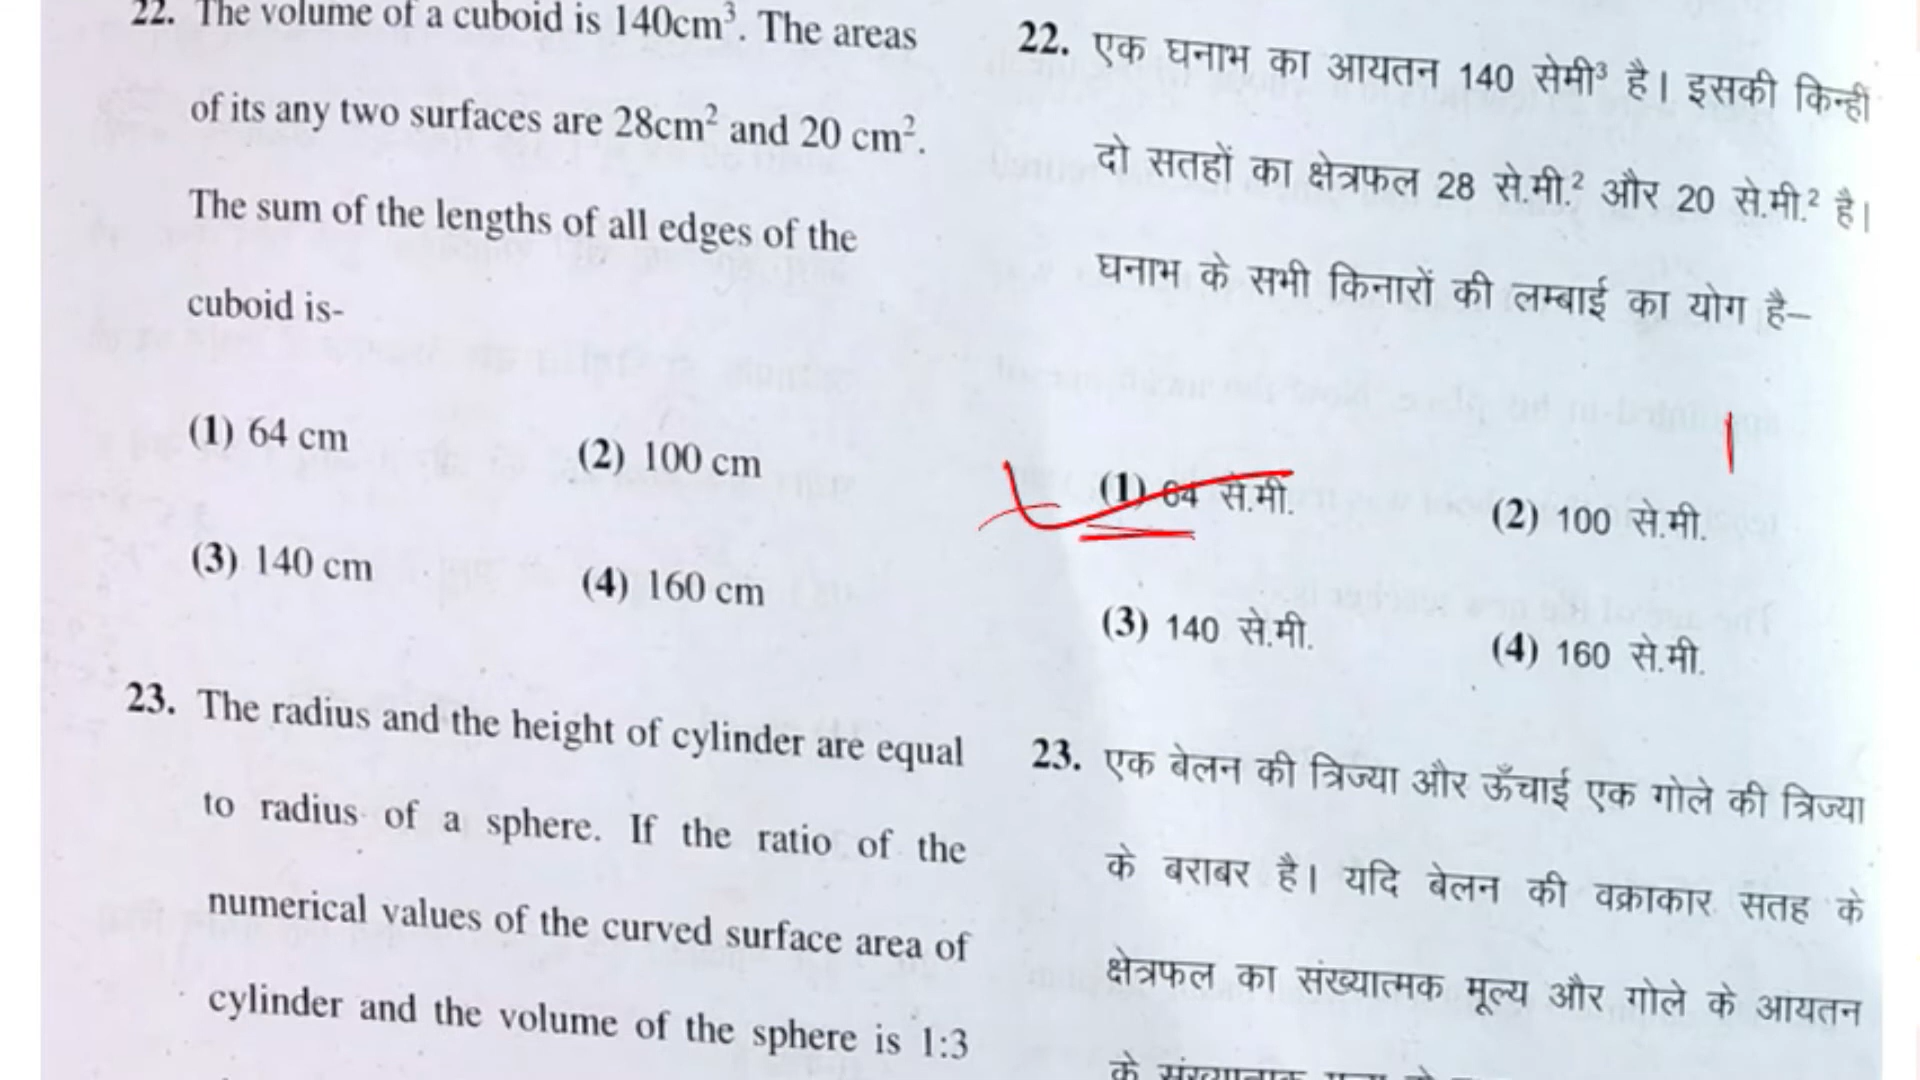 22. The volume of a cuboid is 140cm³. The areas
of its any two surfaces are 28cm² and 20 cm².
The sum of the lengths of all edges of the
cuboid is-
(1) 64 cm (2) 100 cm
(3) 140 cm (4) 160 cm
23. The radius and the height of cylinder are equal
to radius of a sphere. If the ratio of the
numerical values of the curved surface area of
cylinder and the volume of the sphere is 1:3
22. एक घनाभ का आयतन 140 सेमी³ है। इसकी किन्हीं
दो सतहों का क्षेत्रफल 28 से.मी.² और 20 से.मी.² है।
घनाभ के सभी किनारों की लम्बाई का योग है–
(1) 64 से.मी. (2) 100 से.मी.
(3) 140 से.मी. (4) 160 से.मी.
23. एक बेलन की त्रिज्या और ऊँचाई एक गोले की त्रिज्या
के बराबर है। यदि बेलन की वक्राकार सतह के
क्षेत्रफल का संख्यात्मक मूल्य और गोले के आयतन
के संख्यात्मक